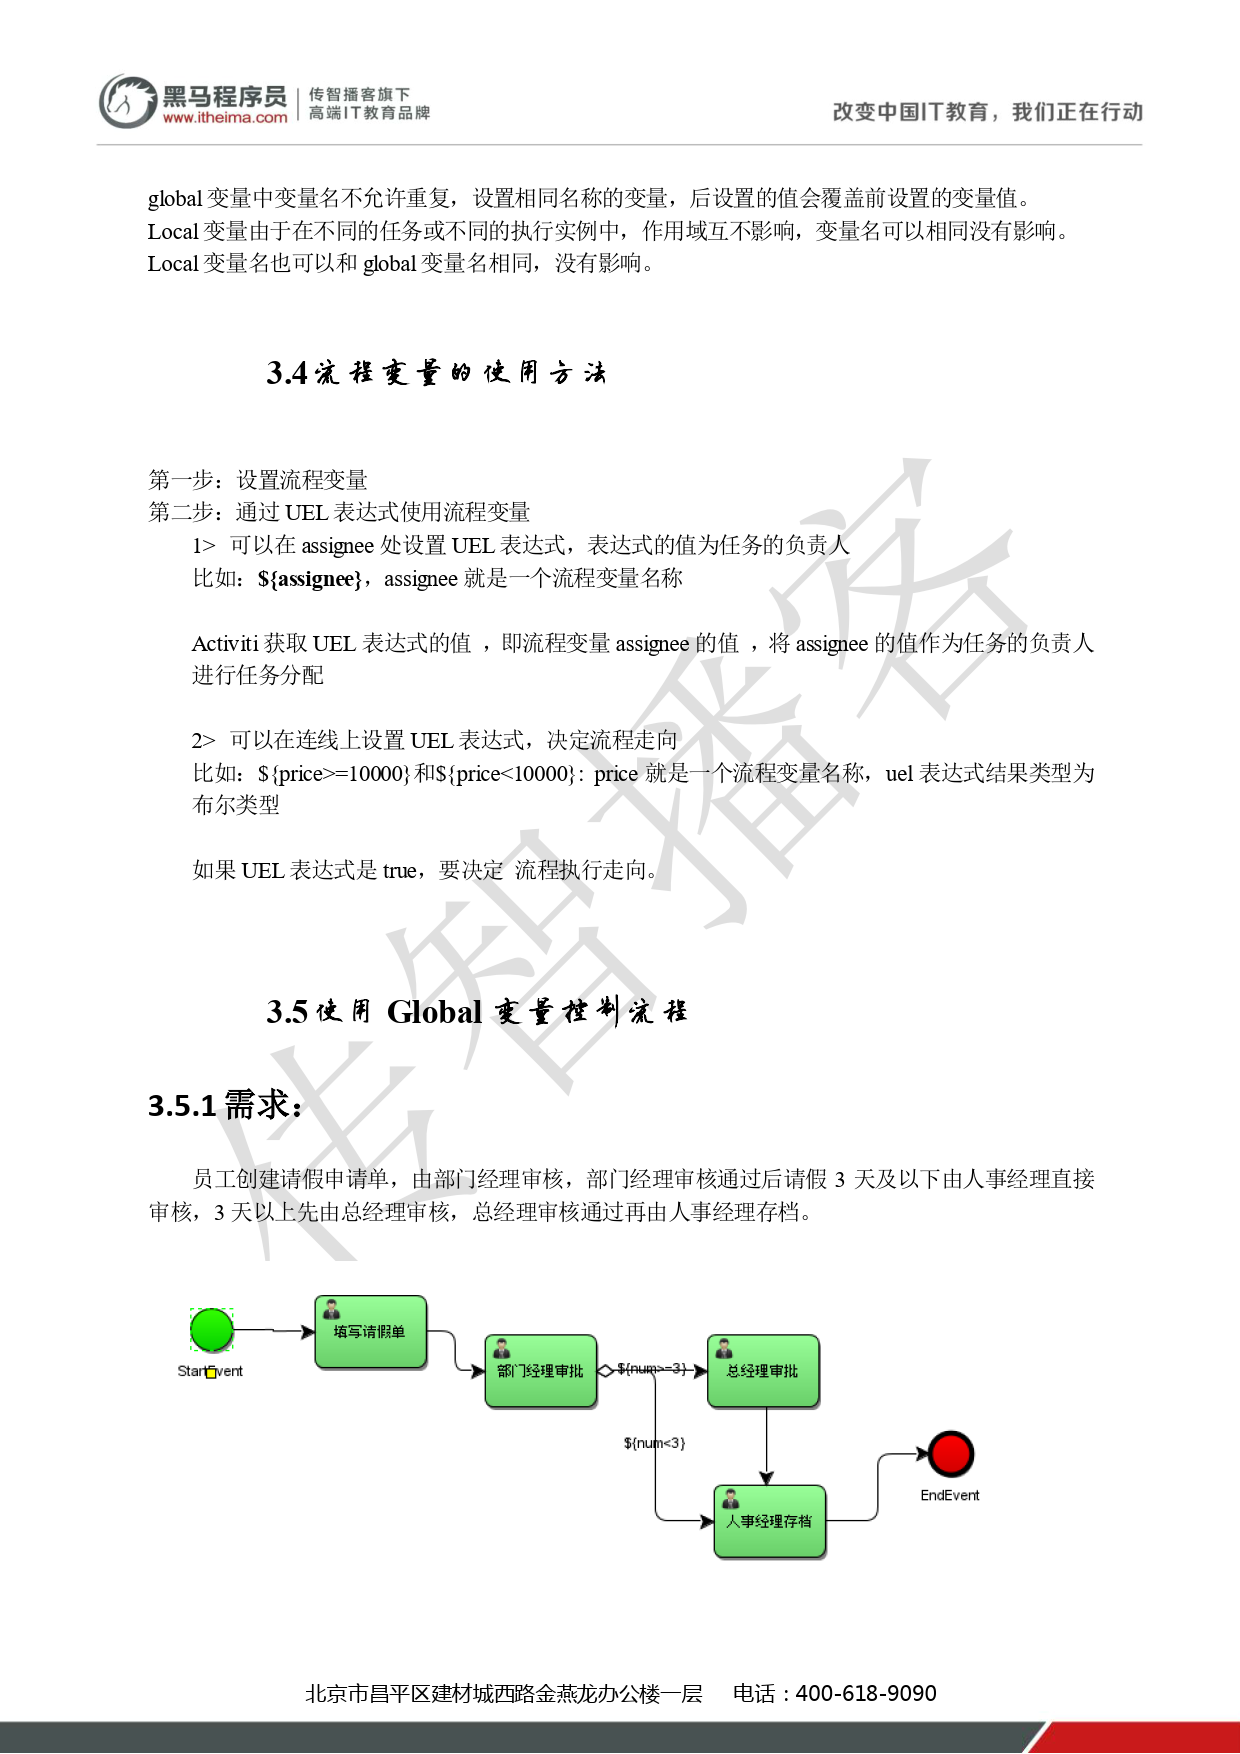 黑马程序员
www.itheima.com
传智播客旗下
高端IT教育品牌
改变中国IT教育，我们正在行动
global 变量中变量名不允许重复，设置相同名称的变量，后设置的值会覆盖前设置的变量值。
Local 变量由于在不同的任务或不同的执行实例中，作用域互不影响，变量名可以相同没有影响。
Local 变量名也可以和 global 变量名相同，没有影响。
3.4 流程变量的使用方法
第一步：设置流程变量
第二步：通过 UEL 表达式使用流程变量
1> 可以在 assignee 处设置 UEL 表达式，表达式的值为任务的负责人
比如：${assignee}，assignee 就是一个流程变量名称
Activiti 获取 UEL 表达式的值 ，即流程变量 assignee 的值 ，将 assignee 的值作为任务的负责人
进行任务分配
2> 可以在连线上设置 UEL 表达式，决定流程走向
比如：${price>=10000}和${price<10000}: price 就是一个流程变量名称，uel 表达式结果类型为
布尔类型
如果 UEL 表达式是 true，要决定 流程执行走向。
3.5 使用 Global 变量控制流程
3.5.1 需求：
员工创建请假申请单，由部门经理审核，部门经理审核通过后请假 3 天及以下由人事经理直接
审核，3 天以上先由总经理审核，总经理审核通过再由人事经理存档。
StartEvent
填写请假单
部门经理审批
${num>=3}
总经理审批
${num<3}
人事经理存档
EndEvent
传智播客
北京市昌平区建材城西路金燕龙办公楼一层 电话：400-618-9090